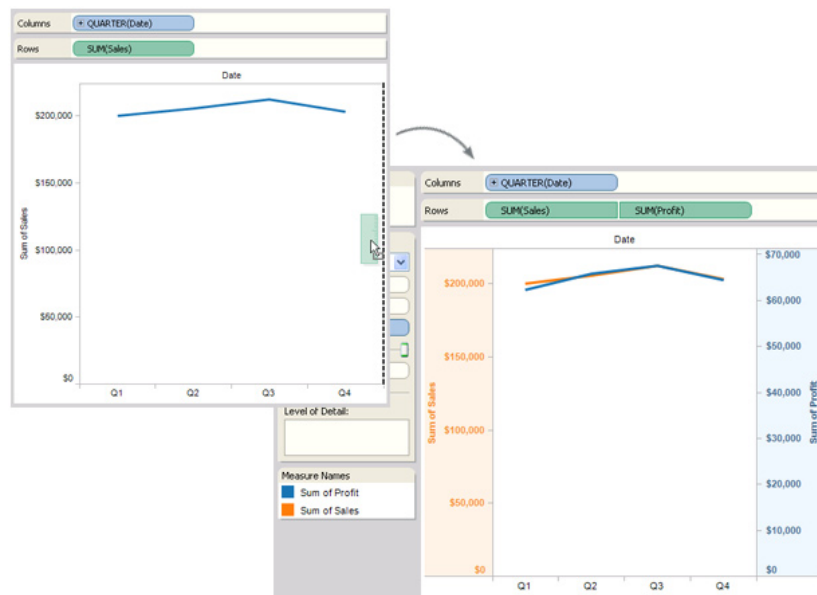 Columns
+ QUARTER(Date)
Rows
SUM(Sales)
Date
$200,000
$150,000
$100,000
$50,000
$0
Sum of Sales
Q1 Q2 Q3 Q4
Columns
+ QUARTER(Date)
Rows
SUM(Sales) SUM(Profit)
Date
$200,000
$150,000
$100,000
$50,000
$0
Sum of Sales
$70,000
$60,000
$50,000
$40,000
$30,000
$20,000
$10,000
$0
Sum of Profit
Q1 Q2 Q3 Q4
Level of Detail:
Measure Names
Sum of Profit
Sum of Sales